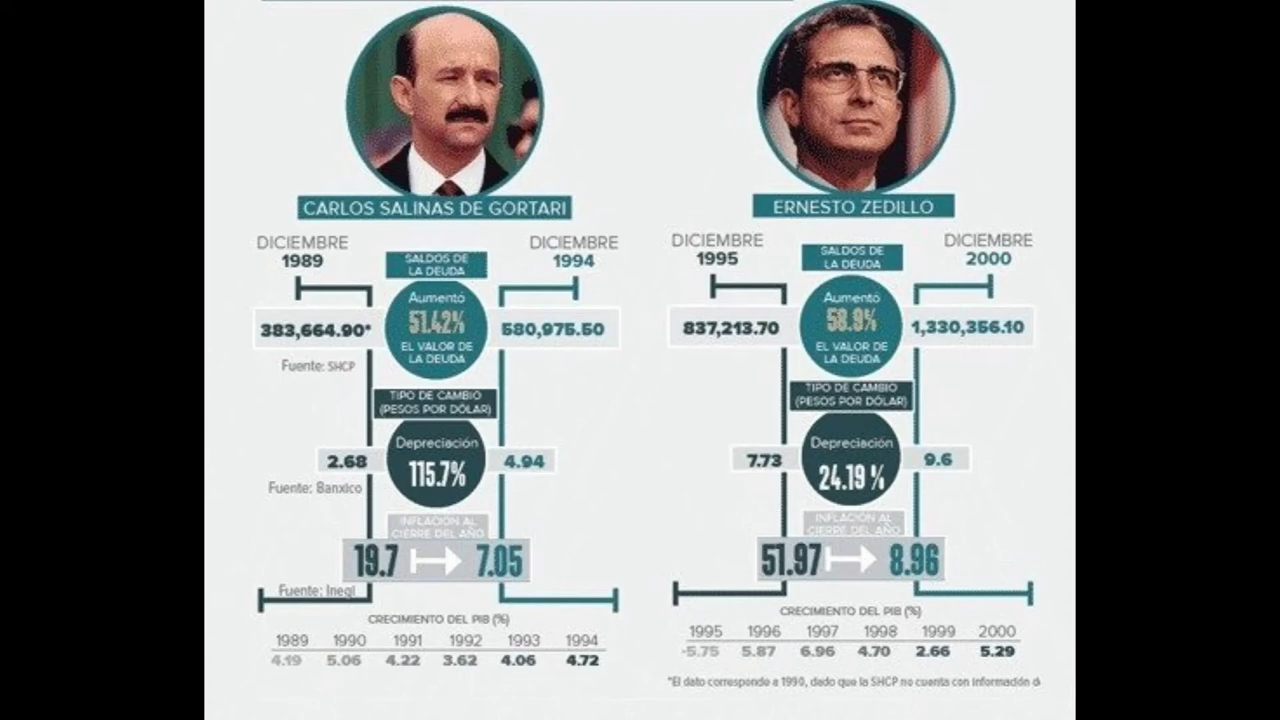 CARLOS SALINAS DE GORTARI
DICIEMBRE
1989
SALDOS DE
LA DEUDA
DICIEMBRE
1994
383,664.90*
Aumentó
51.42%
EL VALOR DE
LA DEUDA
580,975.50
Fuente: SHCP
TIPO DE CAMBIO
(PESOS POR DÓLAR)
2.68
Depreciación
115.7%
4.94
Fuente: Banxico
INFLACIÓN AL
CIERRE DEL AÑO
19.7
7.05
Fuente: Inegi
CRECIMIENTO DEL PIB (%)
1989 1990 1991 1992 1993 1994
4.19 5.06 4.22 3.62 4.06 4.72
ERNESTO ZEDILLO
DICIEMBRE
1995
SALDOS DE
LA DEUDA
DICIEMBRE
2000
837,213.70
Aumentó
58.9%
EL VALOR DE
LA DEUDA
1,330,356.10
TIPO DE CAMBIO
(PESOS POR DÓLAR)
7.73
Depreciación
24.19 %
9.6
INFLACIÓN AL
CIERRE DEL AÑO
51.97
8.96
CRECIMIENTO DEL PIB (%)
1995 1996 1997 1998 1999 2000
-5.75 5.87 6.96 4.70 2.66 5.29
*El dato corresponde a 1990, dado que la SHCP no cuenta con información d